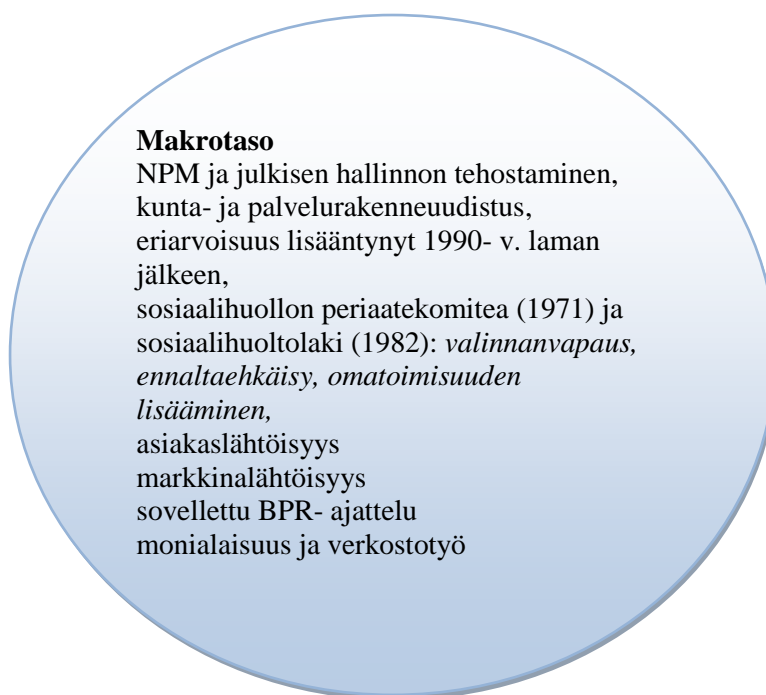 Makrotaso
NPM ja julkisen hallinnon tehostaminen,
kunta- ja palvelurakenneuudistus,
eriarvoisuus lisääntynyt 1990- v. laman
jälkeen,
sosiaalihuollon periaatekomitea (1971) ja
sosiaalihuoltolaki (1982): valinnanvapaus,
ennaltaehkäisy, omatoimisuuden
lisääminen,
asiakaslähtöisyys
markkinalähtöisyys
sovellettu BPR- ajattelu
monialaisuus ja verkostotyö